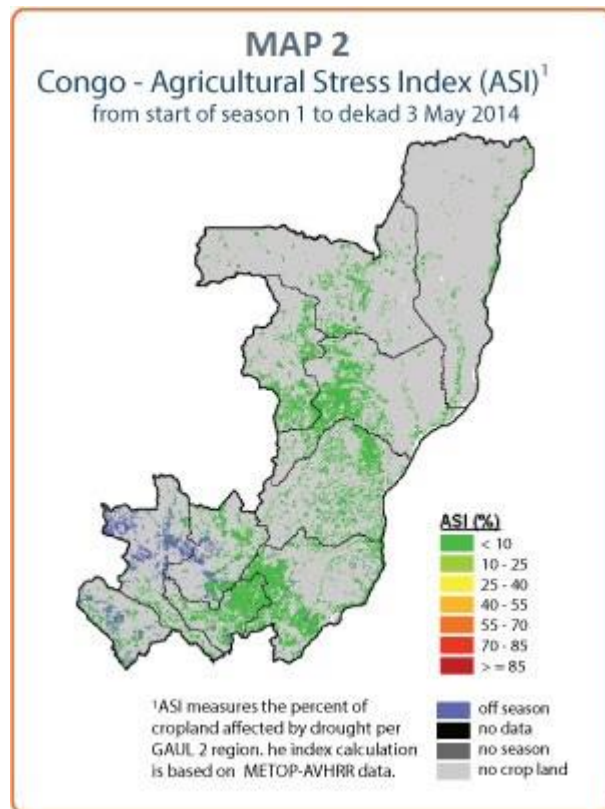 MAP 2
Congo - Agricultural Stress Index (ASI)¹
from start of season 1 to dekad 3 May 2014
ASI (%)
< 10
10 - 25
25 - 40
40 - 55
55 - 70
70 - 85
> = 85
¹ASI measures the percent of
cropland affected by drought per
GAUL 2 region. he index calculation
is based on METOP-AVHRR data.
off season
no data
no season
no crop land